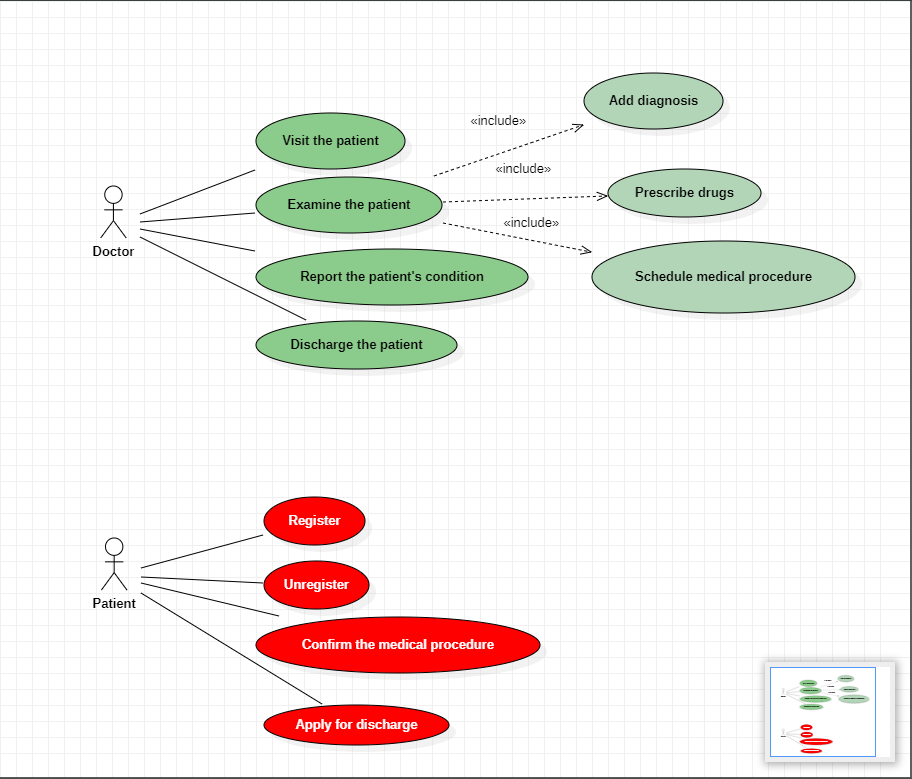 Add diagnosis
«include»
Visit the patient
«include»
Prescribe drugs
Examine the patient
«include»
Doctor
Report the patient's condition
Schedule medical procedure
Discharge the patient
Register
Unregister
Patient
Confirm the medical procedure
Apply for discharge